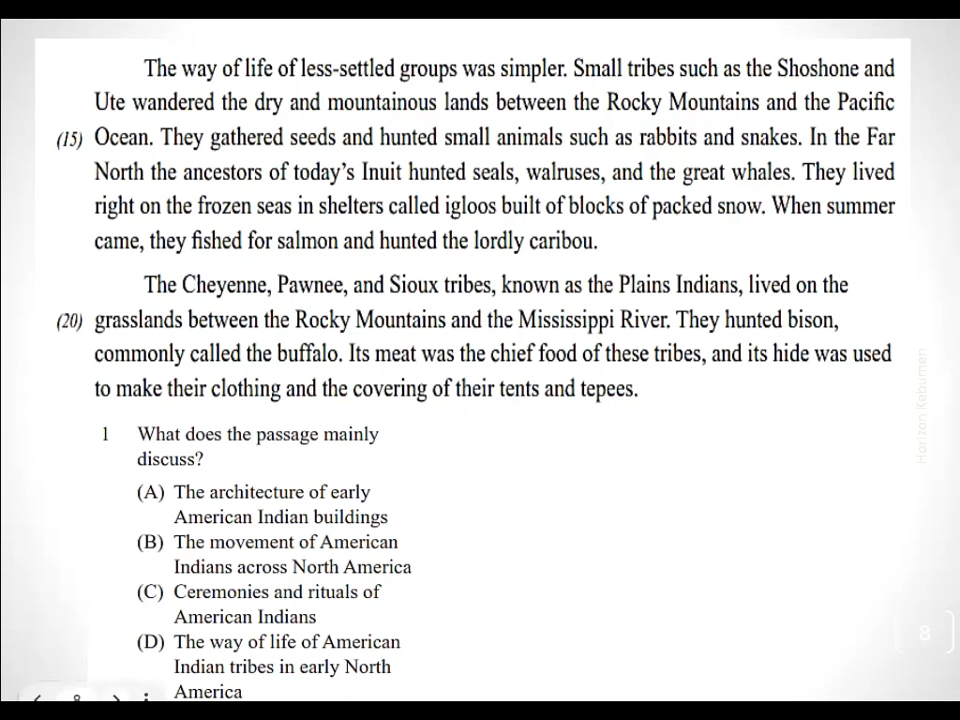 The way of life of less-settled groups was simpler. Small tribes such as the Shoshone and
Ute wandered the dry and mountainous lands between the Rocky Mountains and the Pacific
(15) Ocean. They gathered seeds and hunted small animals such as rabbits and snakes. In the Far
North the ancestors of today's Inuit hunted seals, walruses, and the great whales. They lived
right on the frozen seas in shelters called igloos built of blocks of packed snow. When summer
came, they fished for salmon and hunted the lordly caribou.
The Cheyenne, Pawnee, and Sioux tribes, known as the Plains Indians, lived on the
(20) grasslands between the Rocky Mountains and the Mississippi River. They hunted bison,
commonly called the buffalo. Its meat was the chief food of these tribes, and its hide was used
to make their clothing and the covering of their tents and tepees.
1 What does the passage mainly
discuss?
(A) The architecture of early
American Indian buildings
(B) The movement of American
Indians across North America
(C) Ceremonies and rituals of
American Indians
(D) The way of life of American
Indian tribes in early North
America
Horizon Kebumen
8
8